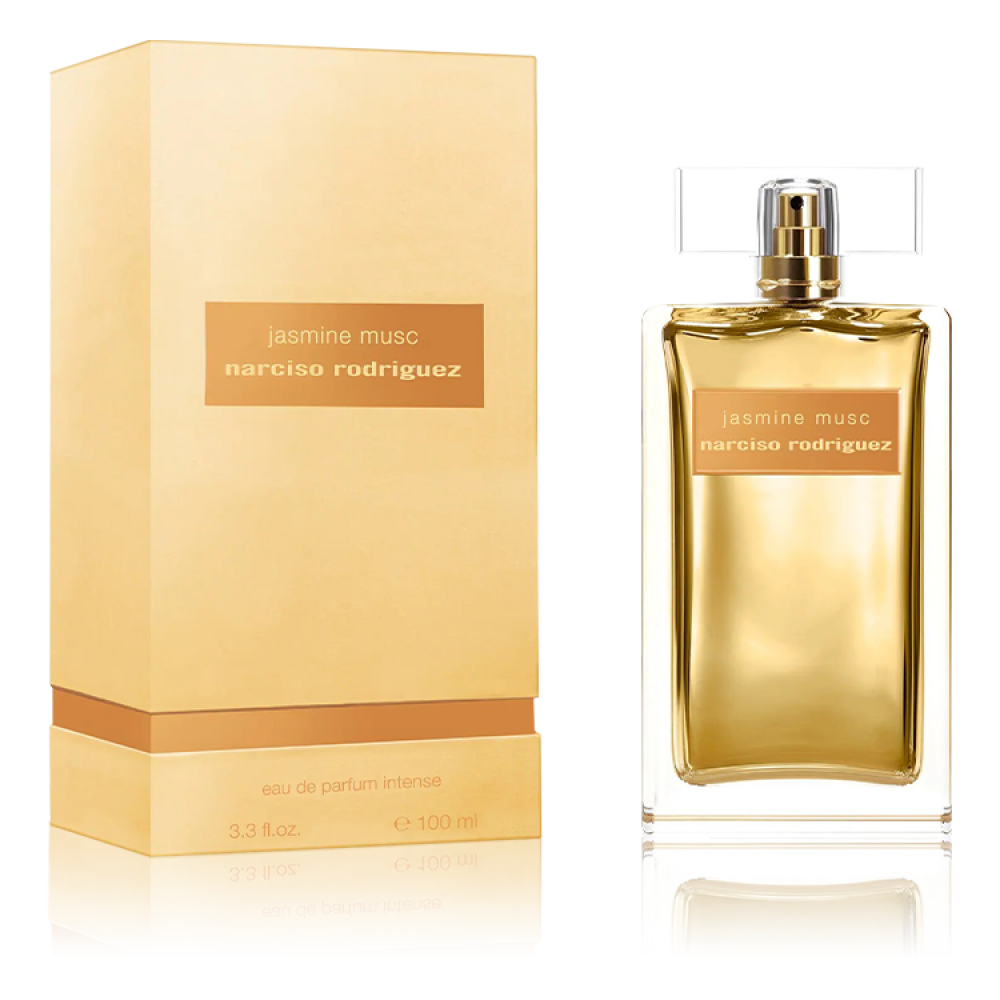 jasmine musc
narciso rodriguez
eau de parfum intense
3.3 fl.oz. ℮ 100 ml
jasmine musc
narciso rodriguez